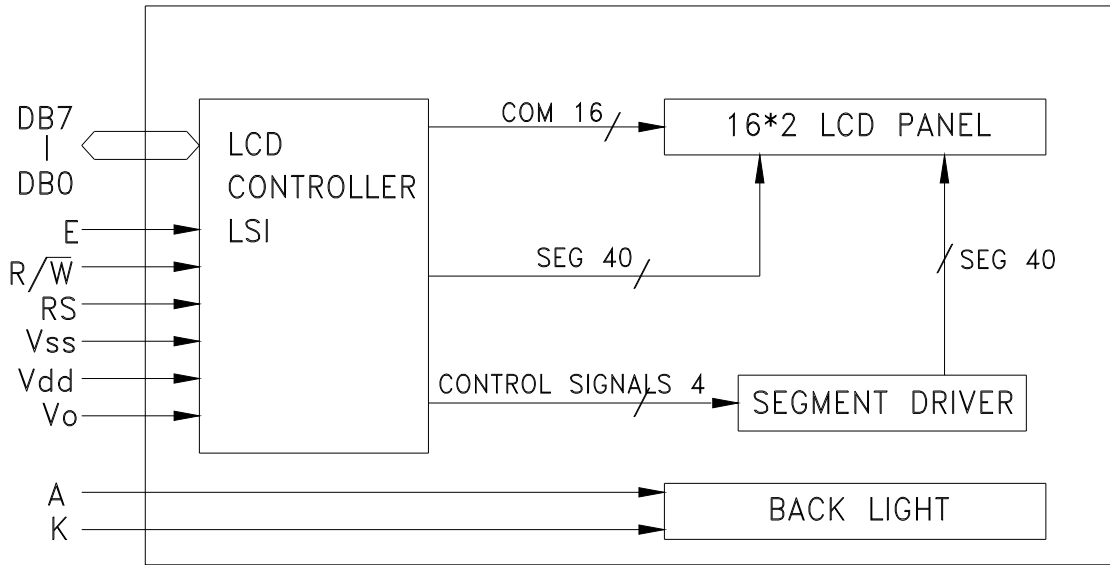 DB7
DB0
E
R/W̅
RS
Vss
Vdd
Vo
A
K
LCD
CONTROLLER
LSI
COM 16
16*2 LCD PANEL
SEG 40
SEG 40
CONTROL SIGNALS 4
SEGMENT DRIVER
BACK LIGHT